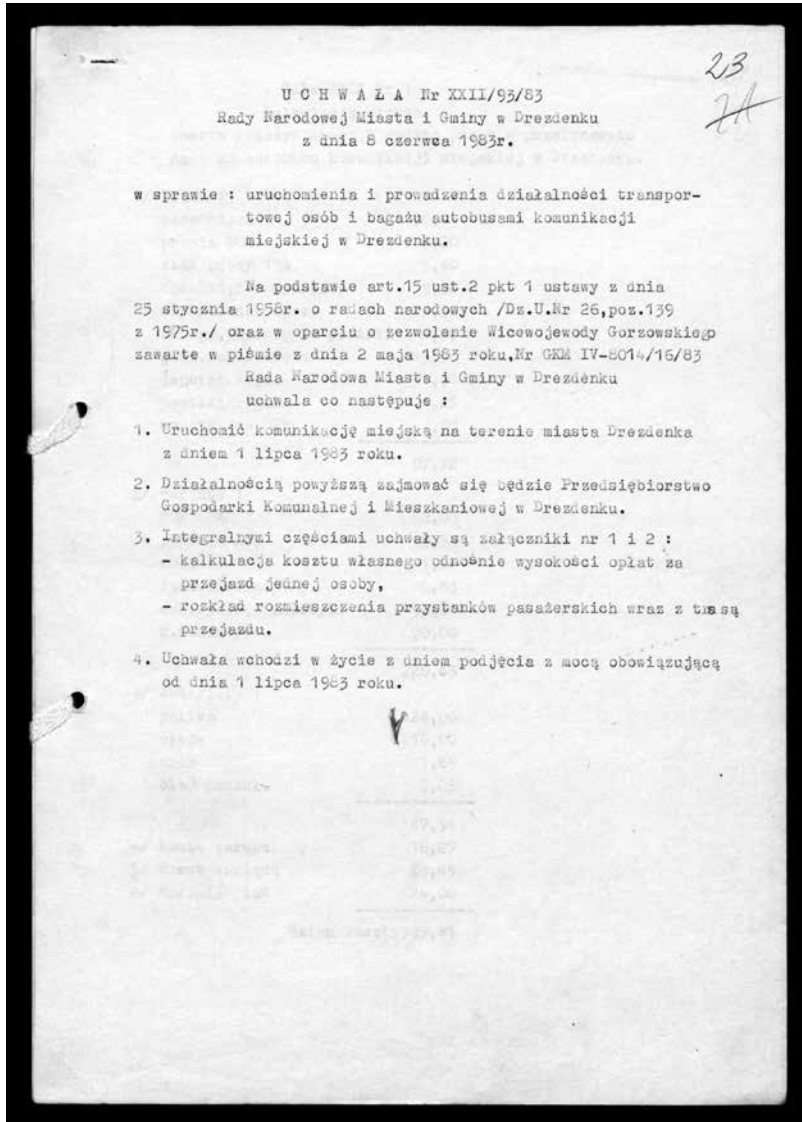 23
U C H W A Ł A Nr XXII/93/83
Rady Narodowej Miasta i Gminy w Drezdenku
z dnia 8 czerwca 1983r.
w sprawie : uruchomienia i prowadzenia działalności transpor-
towej osób i bagażu autobusami komunikacji
miejskiej w Drezdenku.
Na podstawie art.15 ust.2 pkt 1 ustawy z dnia
25 stycznia 1958r. o radach narodowych /Dz.U.Nr 26,poz.139
z 1975r./ oraz w oparciu o zezwolenie Wicewojewody Gorzowskiego
zawarte w piśmie z dnia 2 maja 1983 roku,Nr GKM IV-8014/16/83
Rada Narodowa Miasta i Gminy w Drezdenku
uchwala co następuje :
1. Uruchomić komunikację miejską na terenie miasta Drezdenka
z dniem 1 lipca 1983 roku.
2. Działalnością powyższą zajmować się będzie Przedsiębiorstwo
Gospodarki Komunalnej i Mieszkaniowej w Drezdenku.
3. Integralnymi częściami uchwały są załączniki nr 1 i 2 :
- kalkulacja kosztu własnego odnośnie wysokości opłat za
przejazd jednej osoby,
- rozkład rozmieszczenia przystanków pasażerskich wraz z trasą
przejazdu.
4. Uchwała wchodzi w życie z dniem podjęcia z mocą obowiązującą
od dnia 1 lipca 1983 roku.